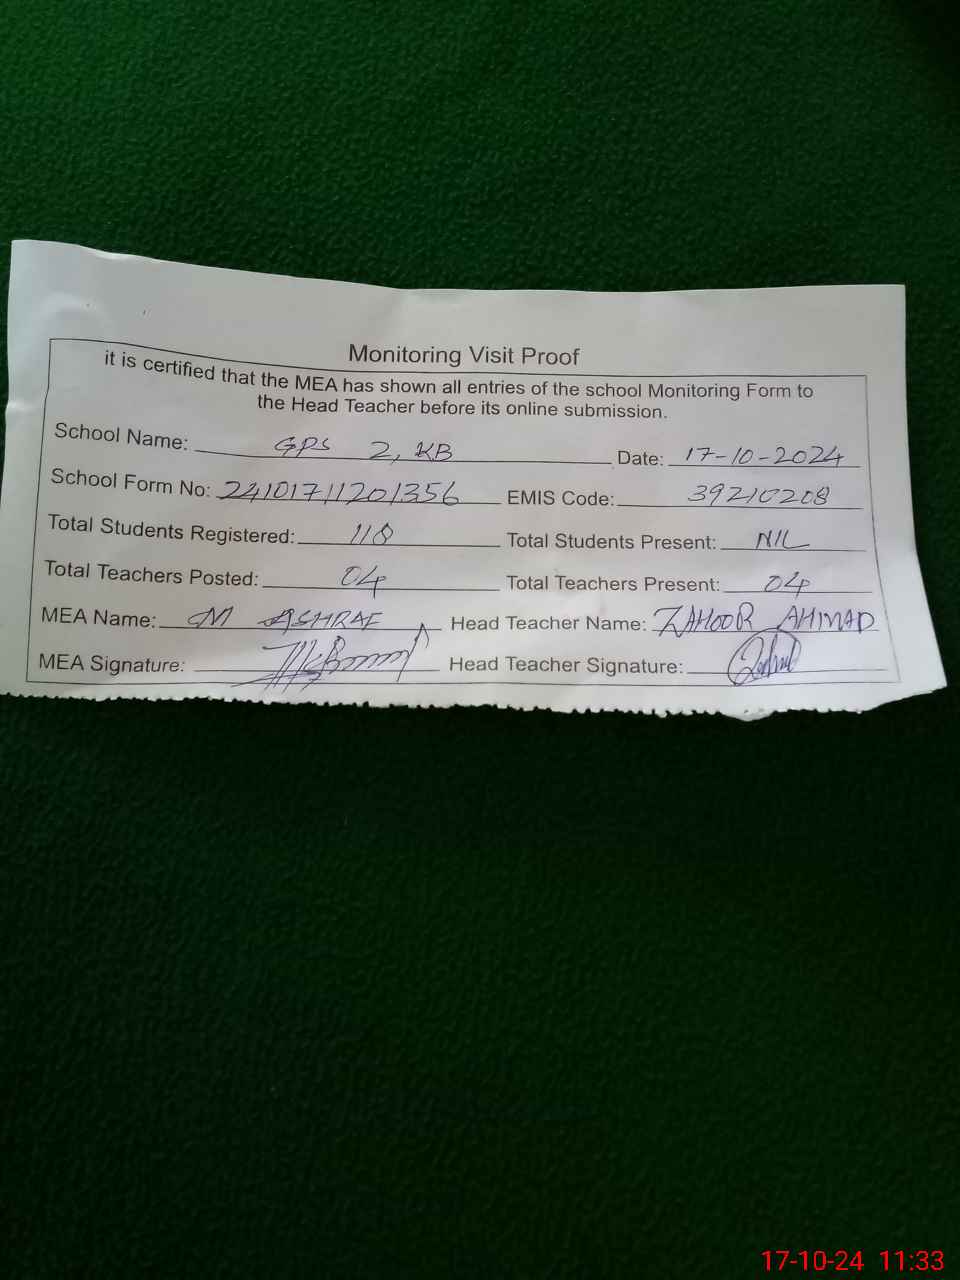 Monitoring Visit Proof
it is certified that the MEA has shown all entries of the school Monitoring Form to
the Head Teacher before its online submission.
School Name: GPS 2, KB Date: 17-10-2024
School Form No: 24101711201356 EMIS Code: 39210208
Total Students Registered: 118 Total Students Present: NIL
Total Teachers Posted: 04 Total Teachers Present: 04
MEA Name: M ASHRAF Head Teacher Name: ZAHOOR AHMAD
MEA Signature: Head Teacher Signature:
17-10-24 11:33